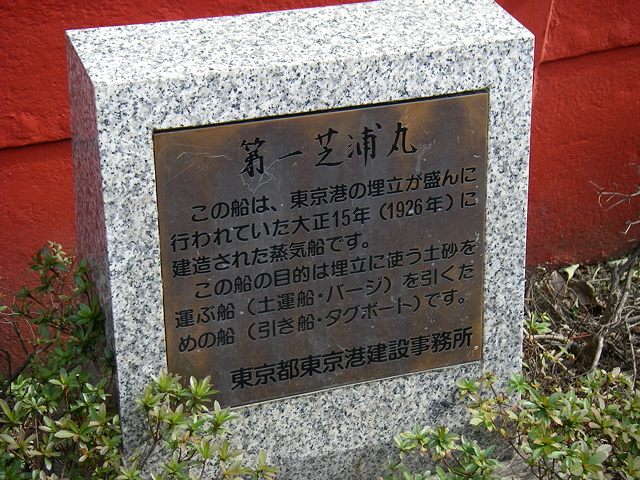 第一芝浦丸
この船は、東京港の埋立が盛んに
行われていた大正15年（1926年）に
建造された蒸気船です。
この船の目的は埋立に使う土砂を
運ぶ船（土運船・バージ）を引くた
めの船（引き船・タグボート）です。
東京都東京港建設事務所